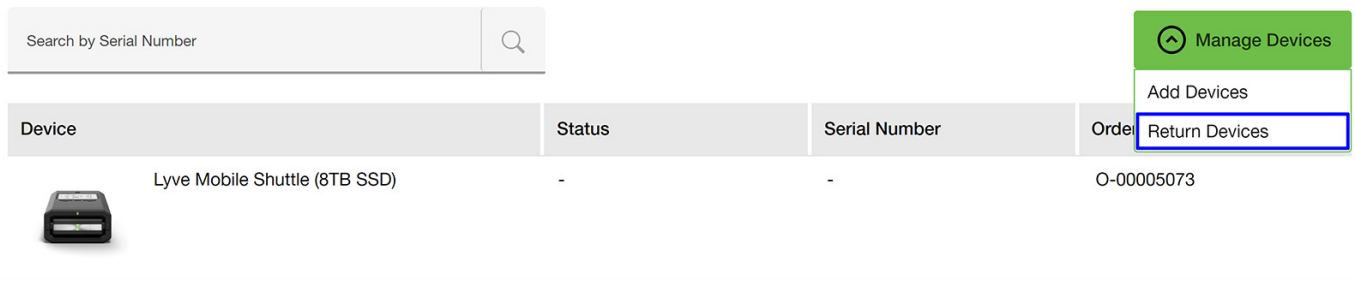 Search by Serial Number
Manage Devices
Add Devices
Return Devices
Device
Status
Serial Number
Orde
Lyve Mobile Shuttle (8TB SSD)
-
-
O-00005073